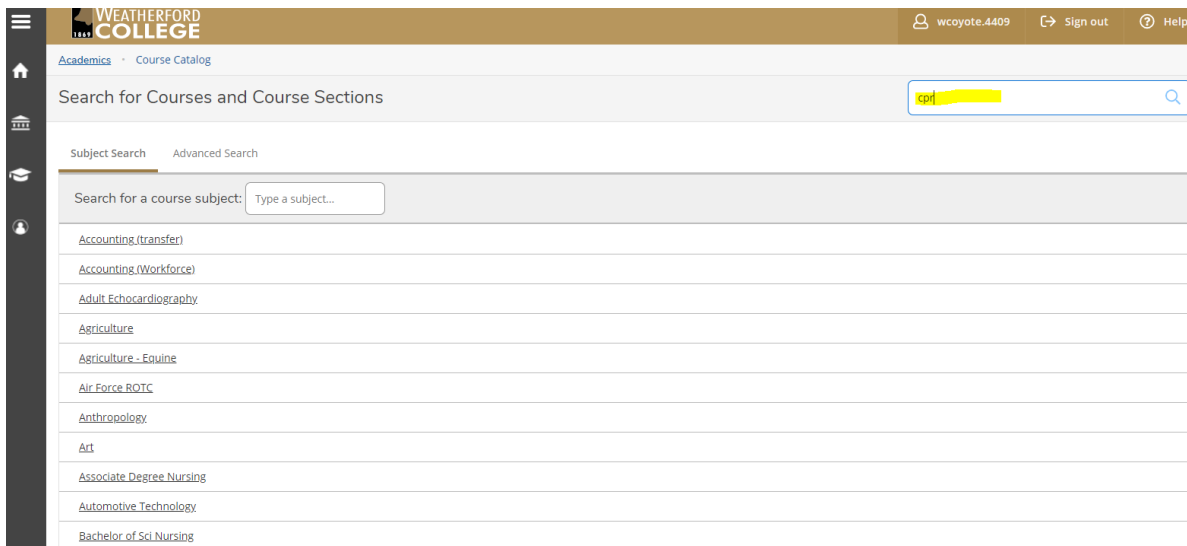 WEATHERFORD
1869 COLLEGE
wcoyote.4409 Sign out Help
Academics · Course Catalog
Search for Courses and Course Sections
cpr
Subject Search Advanced Search
Search for a course subject: Type a subject...
Accounting (transfer)
Accounting (Workforce)
Adult Echocardiography
Agriculture
Agriculture - Equine
Air Force ROTC
Anthropology
Art
Associate Degree Nursing
Automotive Technology
Bachelor of Sci Nursing